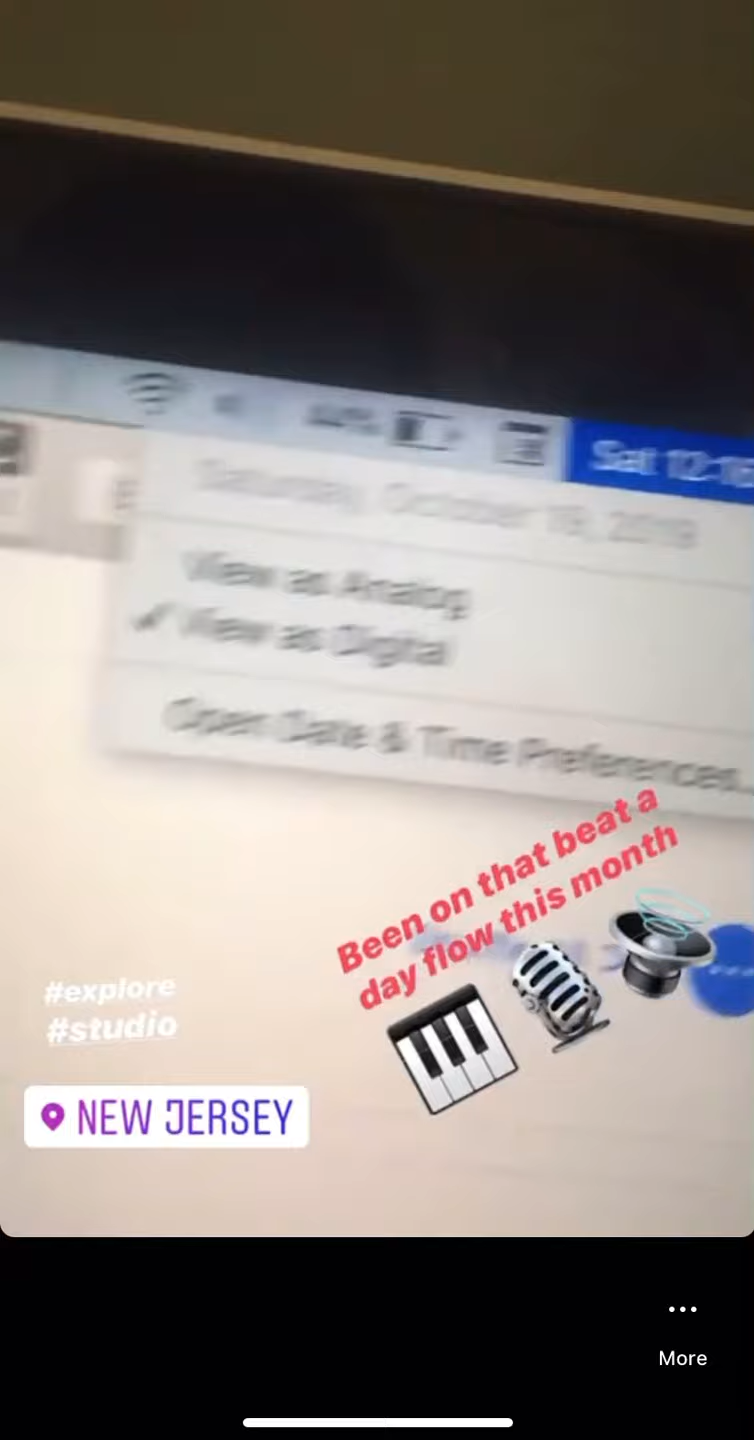 Sat 12:16
Saturday, October 19, 2019
View as Analog
✓ View as Digital
Open Date & Time Preferences...
Been on that beat a
day flow this month
#explore
#studio
NEW JERSEY
More